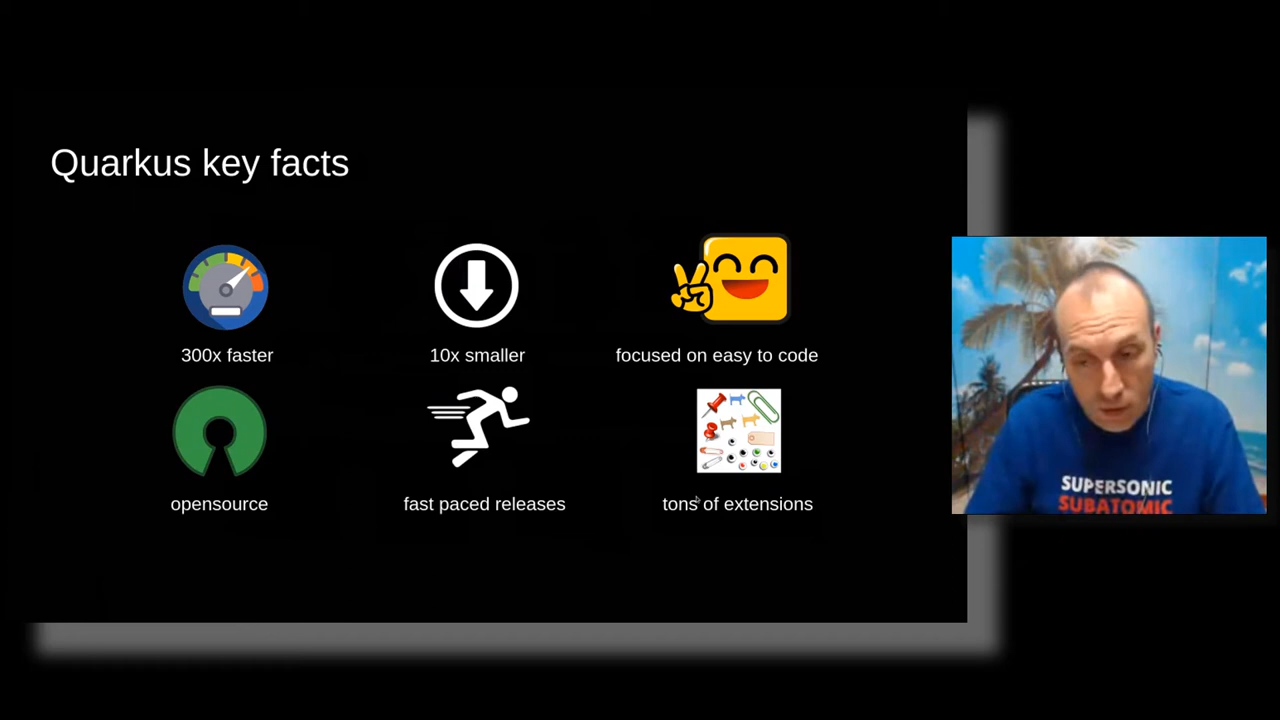 Quarkus key facts
300x faster
10x smaller
focused on easy to code
opensource
fast paced releases
tons of extensions
SUPERSONIC
SUBATOMIC